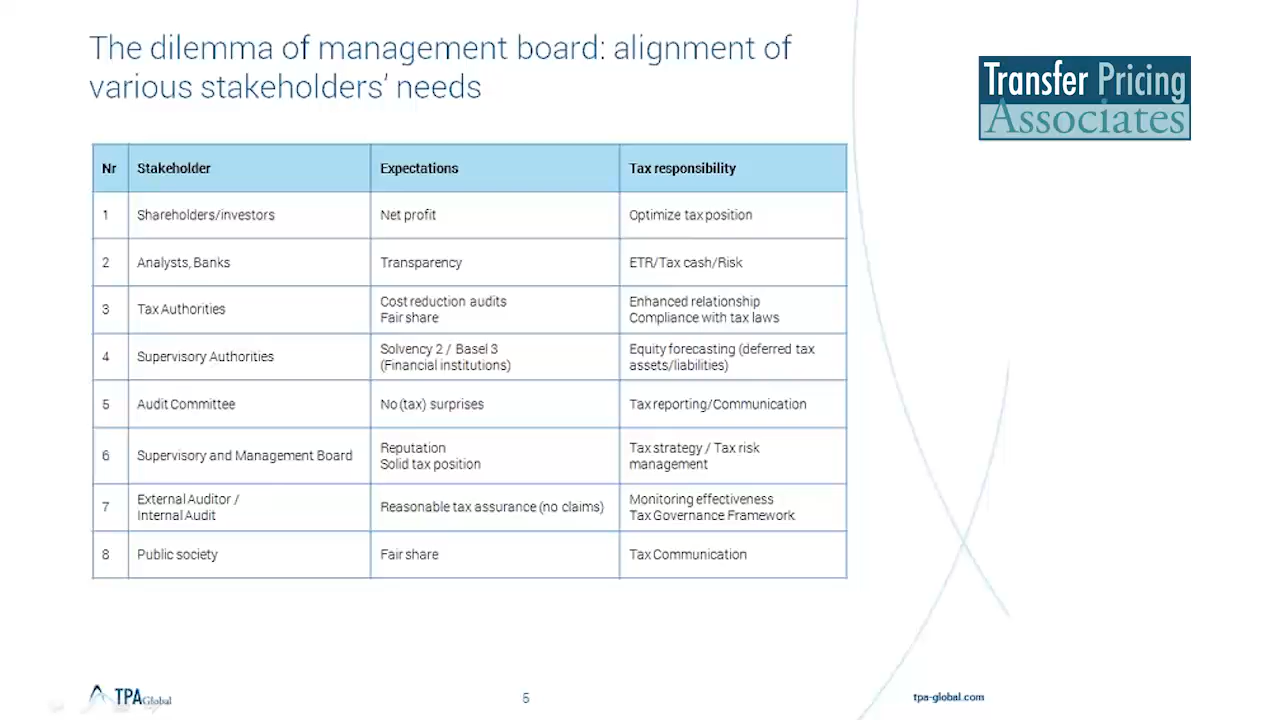 The dilemma of management board: alignment of
various stakeholders' needs
Transfer Pricing
Associates
Nr Stakeholder Expectations Tax responsibility
1 Shareholders/investors Net profit Optimize tax position
2 Analysts, Banks Transparency ETR/Tax cash/Risk
3 Tax Authorities Cost reduction audits
Fair share Enhanced relationship
Compliance with tax laws
4 Supervisory Authorities Solvency 2 / Basel 3
(Financial institutions) Equity forecasting (deferred tax
assets/liabilities)
5 Audit Committee No (tax) surprises Tax reporting/Communication
6 Supervisory and Management Board Reputation
Solid tax position Tax strategy / Tax risk
management
7 External Auditor /
Internal Audit Reasonable tax assurance (no claims) Monitoring effectiveness
Tax Governance Framework
8 Public society Fair share Tax Communication
TPA Global
5
tpa-global.com